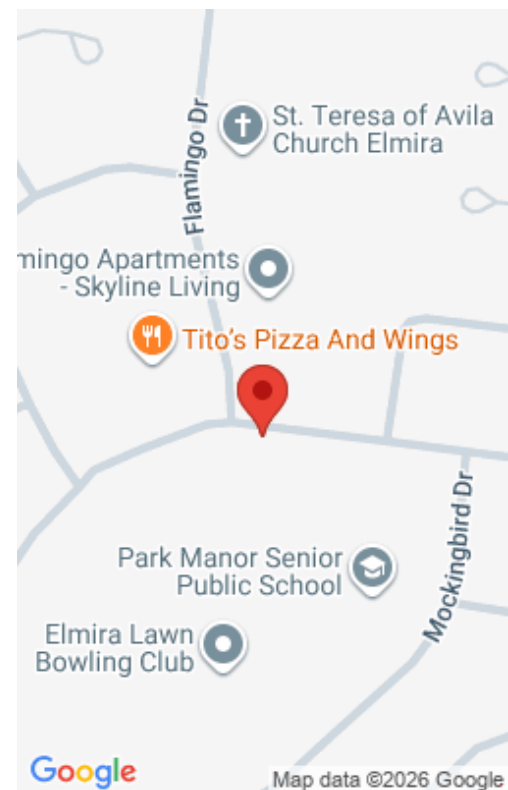 Flamingo Dr
St. Teresa of Avila
Church Elmira
mingo Apartments
- Skyline Living
Tito's Pizza And Wings
Mockingbird Dr
Park Manor Senior
Public School
Elmira Lawn
Bowling Club
Google
Map data ©2026 Google